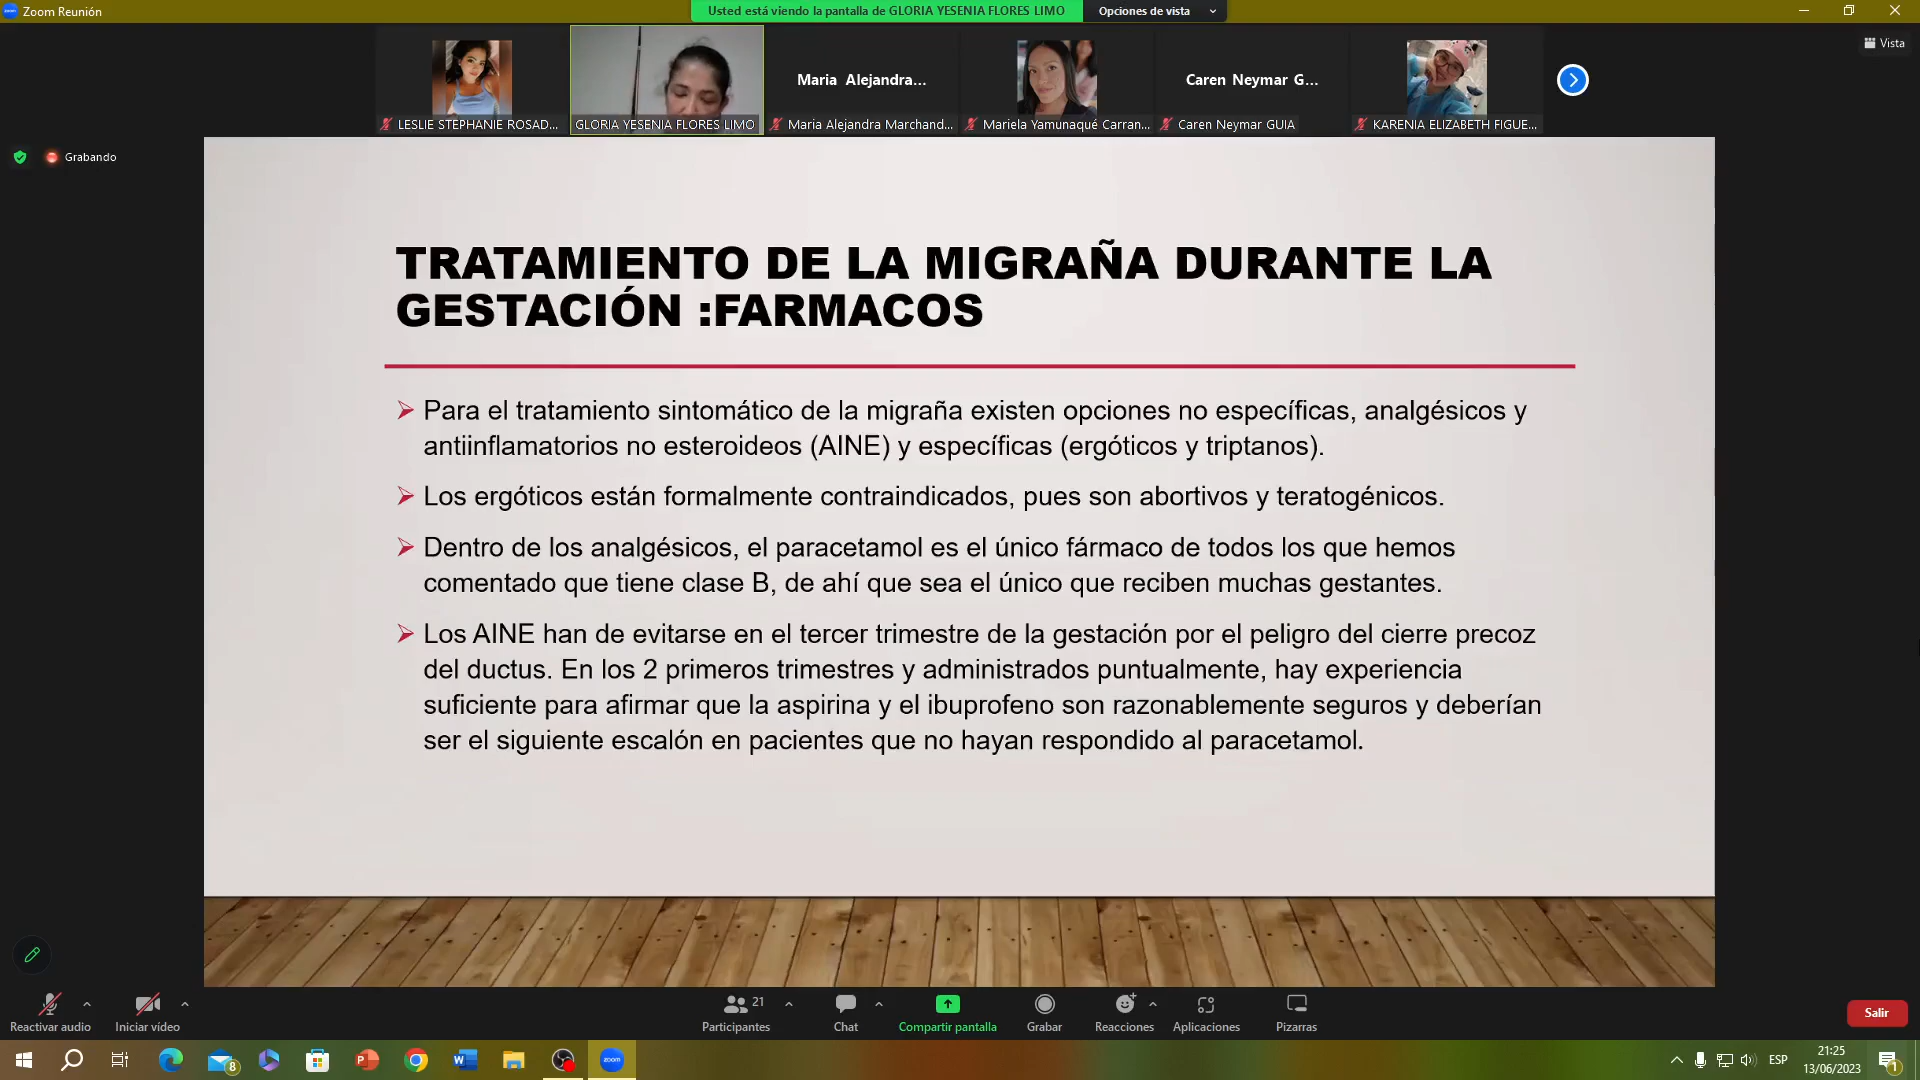 Zoom Reunión
Usted está viendo la pantalla de GLORIA YESENIA FLORES LIMO
Opciones de vista
Vista
Maria Alejandra...
Caren Neymar G...
LESLIE STEPHANIE ROSAD...
GLORIA YESENIA FLORES LIMO
Maria Alejandra Marchand...
Mariela Yamunaqué Carran...
Caren Neymar GUIA
KARENIA ELIZABETH FIGUE...
Grabando
TRATAMIENTO DE LA MIGRAÑA DURANTE LA
GESTACIÓN :FARMACOS
Para el tratamiento sintomático de la migraña existen opciones no específicas, analgésicos y
antiinflamatorios no esteroideos (AINE) y específicas (ergóticos y triptanos).
Los ergóticos están formalmente contraindicados, pues son abortivos y teratogénicos.
Dentro de los analgésicos, el paracetamol es el único fármaco de todos los que hemos
comentado que tiene clase B, de ahí que sea el único que reciben muchas gestantes.
Los AINE han de evitarse en el tercer trimestre de la gestación por el peligro del cierre precoz
del ductus. En los 2 primeros trimestres y administrados puntualmente, hay experiencia
suficiente para afirmar que la aspirina y el ibuprofeno son razonablemente seguros y deberían
ser el siguiente escalón en pacientes que no hayan respondido al paracetamol.
21
Reactivar audio
Iniciar vídeo
Participantes
Chat
Compartir pantalla
Grabar
Reacciones
Aplicaciones
Pizarras
Salir
8
zoom
ESP
21:25
13/06/2023
1